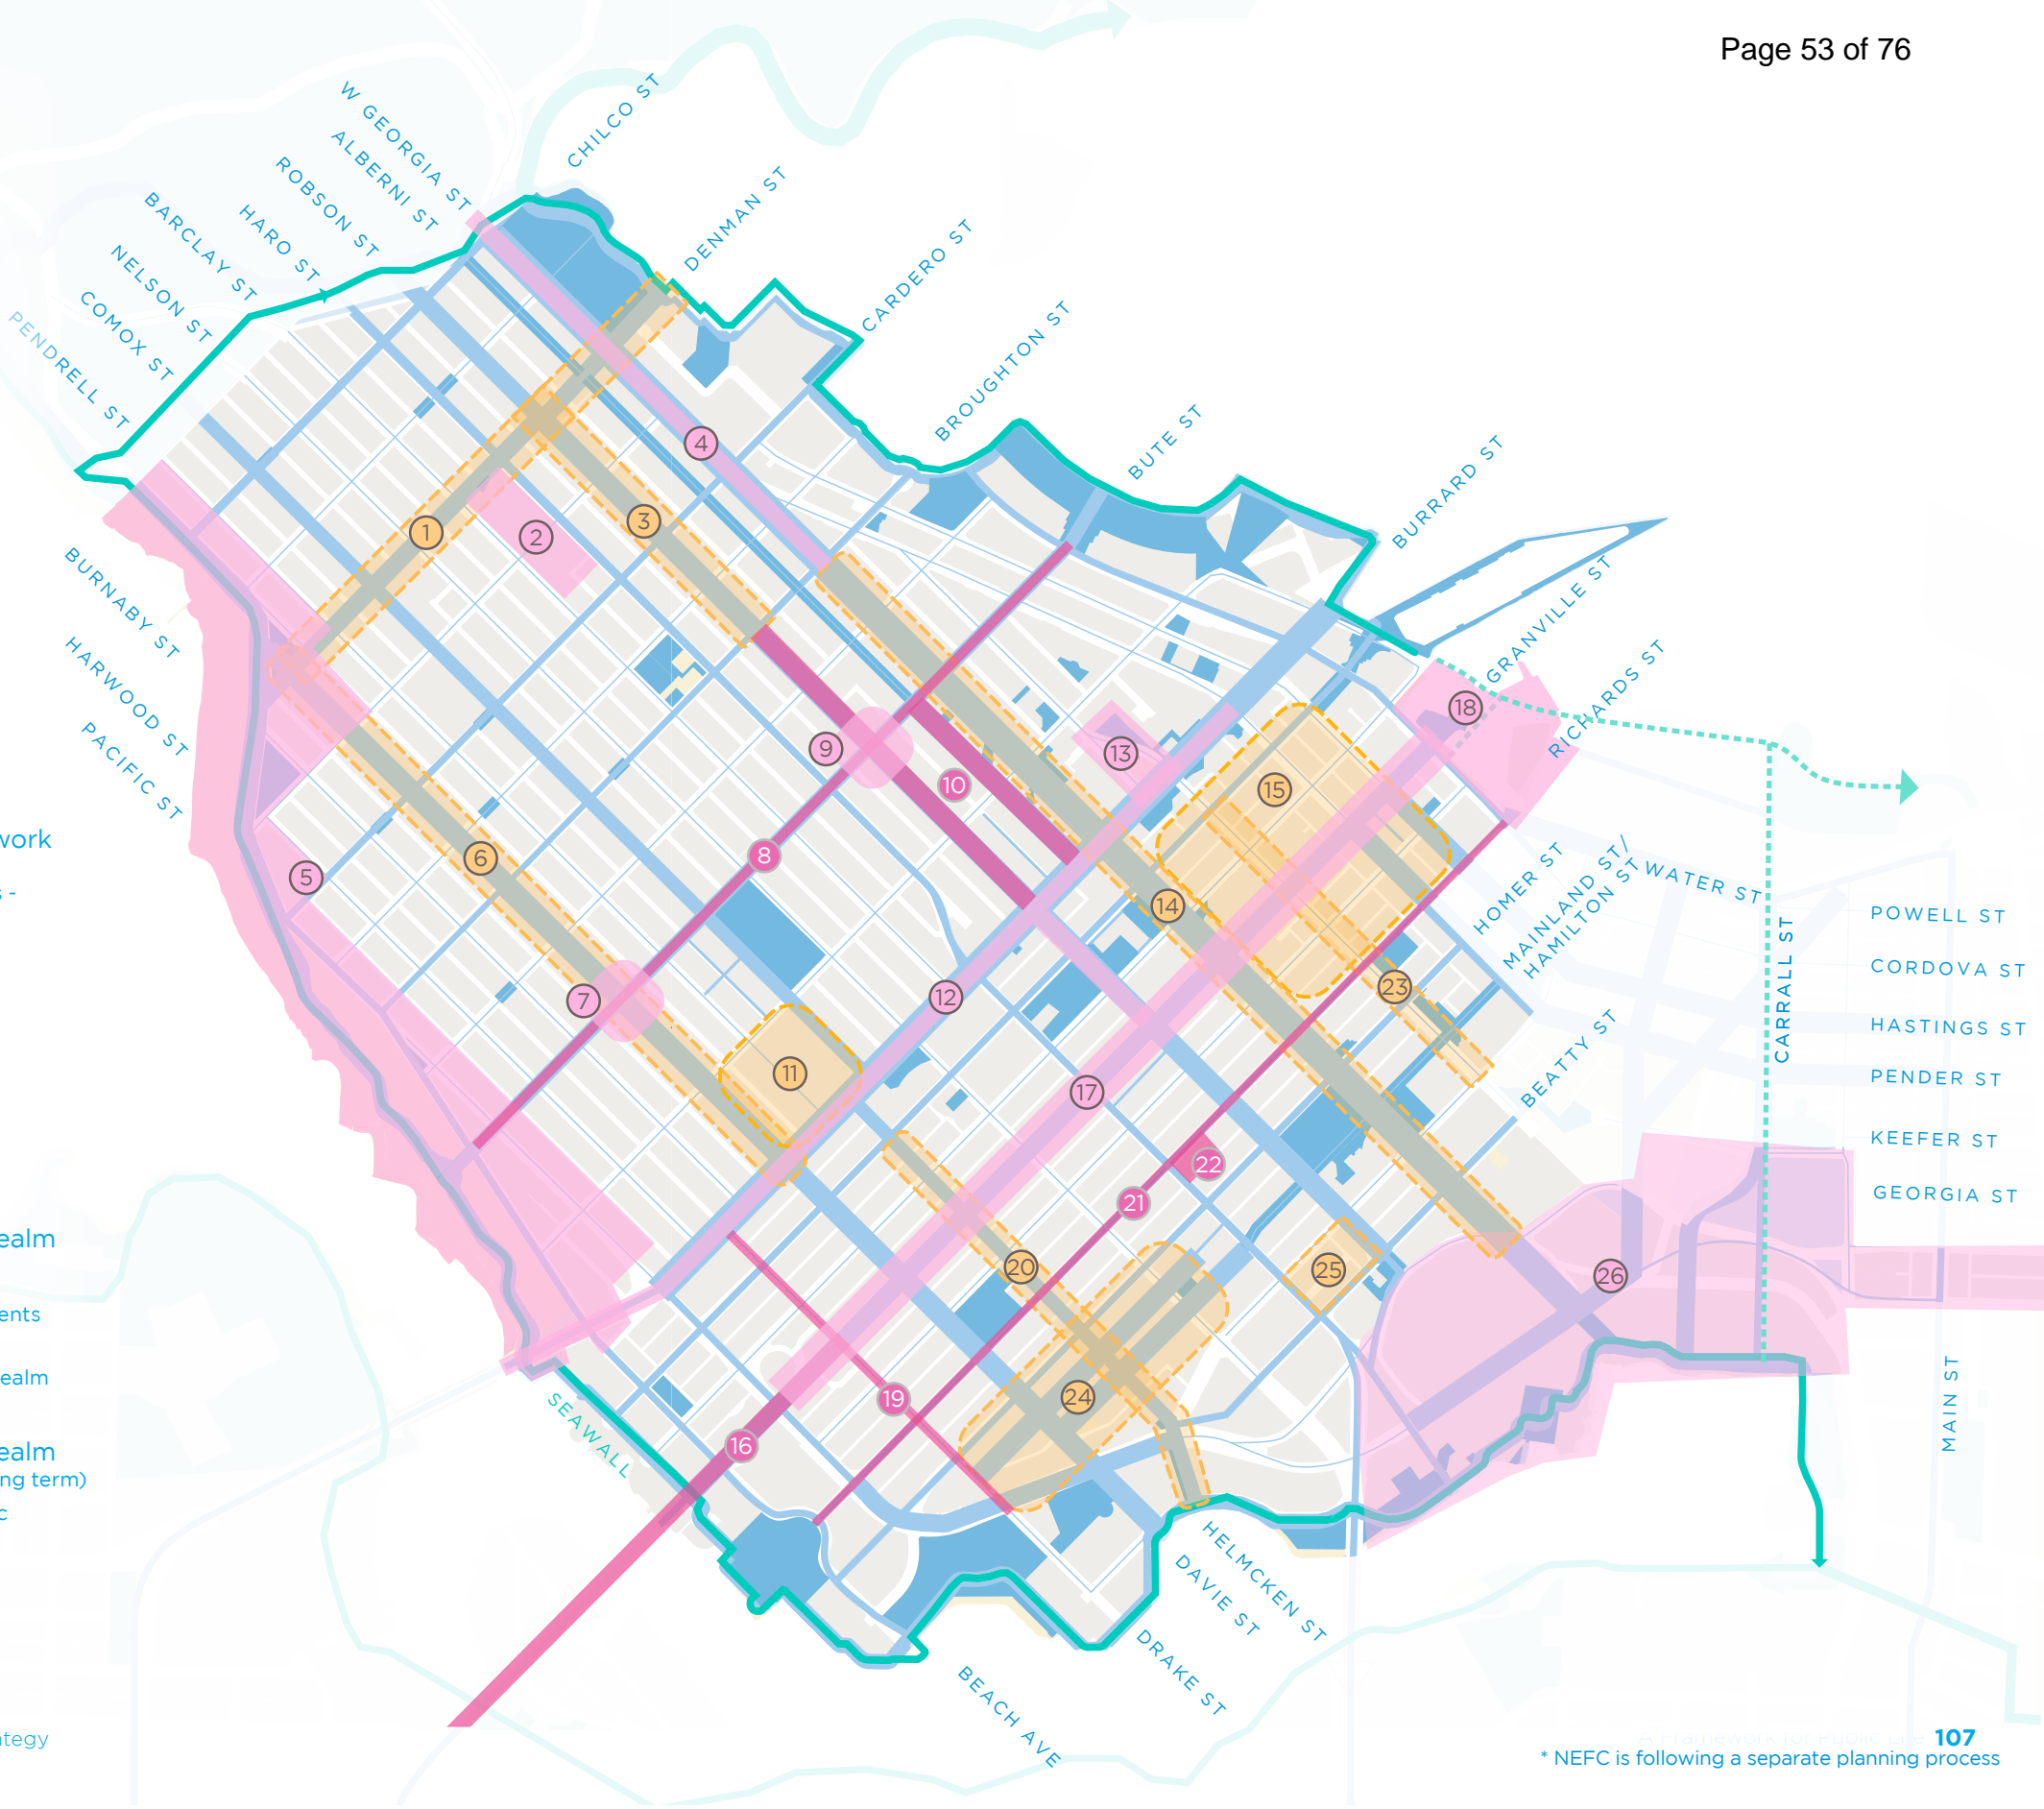 Page 53 of 76
W GEORGIA ST
ALBERNI ST
ROBSON ST
HARO ST
BARCLAY ST
NELSON ST
COMOX ST
PENDRELL ST
CHILCO ST
DENMAN ST
CARDERO ST
BROUGHTON ST
BUTE ST
BURRARD ST
GRANVILLE ST
RICHARDS ST
HOMER ST
MAINLAND ST/
HAMILTON ST
BEATTY ST
WATER ST
CARRALL ST
POWELL ST
CORDOVA ST
HASTINGS ST
PENDER ST
KEEFER ST
GEORGIA ST
MAIN ST
BURNABY ST
HARWOOD ST
PACIFIC ST
1
2
3
4
5
6
7
8
9
10
11
12
13
14
15
16
17
18
19
20
21
22
23
24
25
26
work
s -
ealm
ents
ealm
ealm
ng term)
c
SEAWALL
HELMCKEN ST
DAVIE ST
DRAKE ST
BEACH AVE
ategy
A Framework for Public Life 107
* NEFC is following a separate planning process